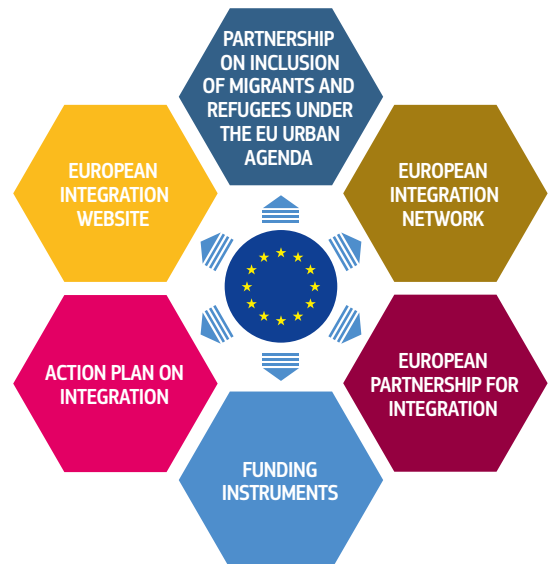 PARTNERSHIP
ON INCLUSION
OF MIGRANTS AND
REFUGEES UNDER
THE EU URBAN
AGENDA
EUROPEAN
INTEGRATION
WEBSITE
EUROPEAN
INTEGRATION
NETWORK
ACTION PLAN ON
INTEGRATION
EUROPEAN
PARTNERSHIP FOR
INTEGRATION
FUNDING
INSTRUMENTS